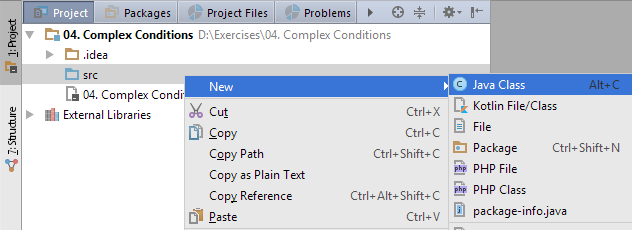 Project Packages Project Files Problems
1: Project
7: Structure
04. Complex Conditions D:\Exercises\04. Complex Conditions
.idea
src
04. Complex Condit
External Libraries
New
Cut Ctrl+X
Copy Ctrl+C
Copy Path Ctrl+Shift+C
Copy as Plain Text
Copy Reference Ctrl+Alt+Shift+C
Paste Ctrl+V
Java Class Alt+C
Kotlin File/Class
File
Package Ctrl+Shift+N
php PHP File
php PHP Class
package-info.java